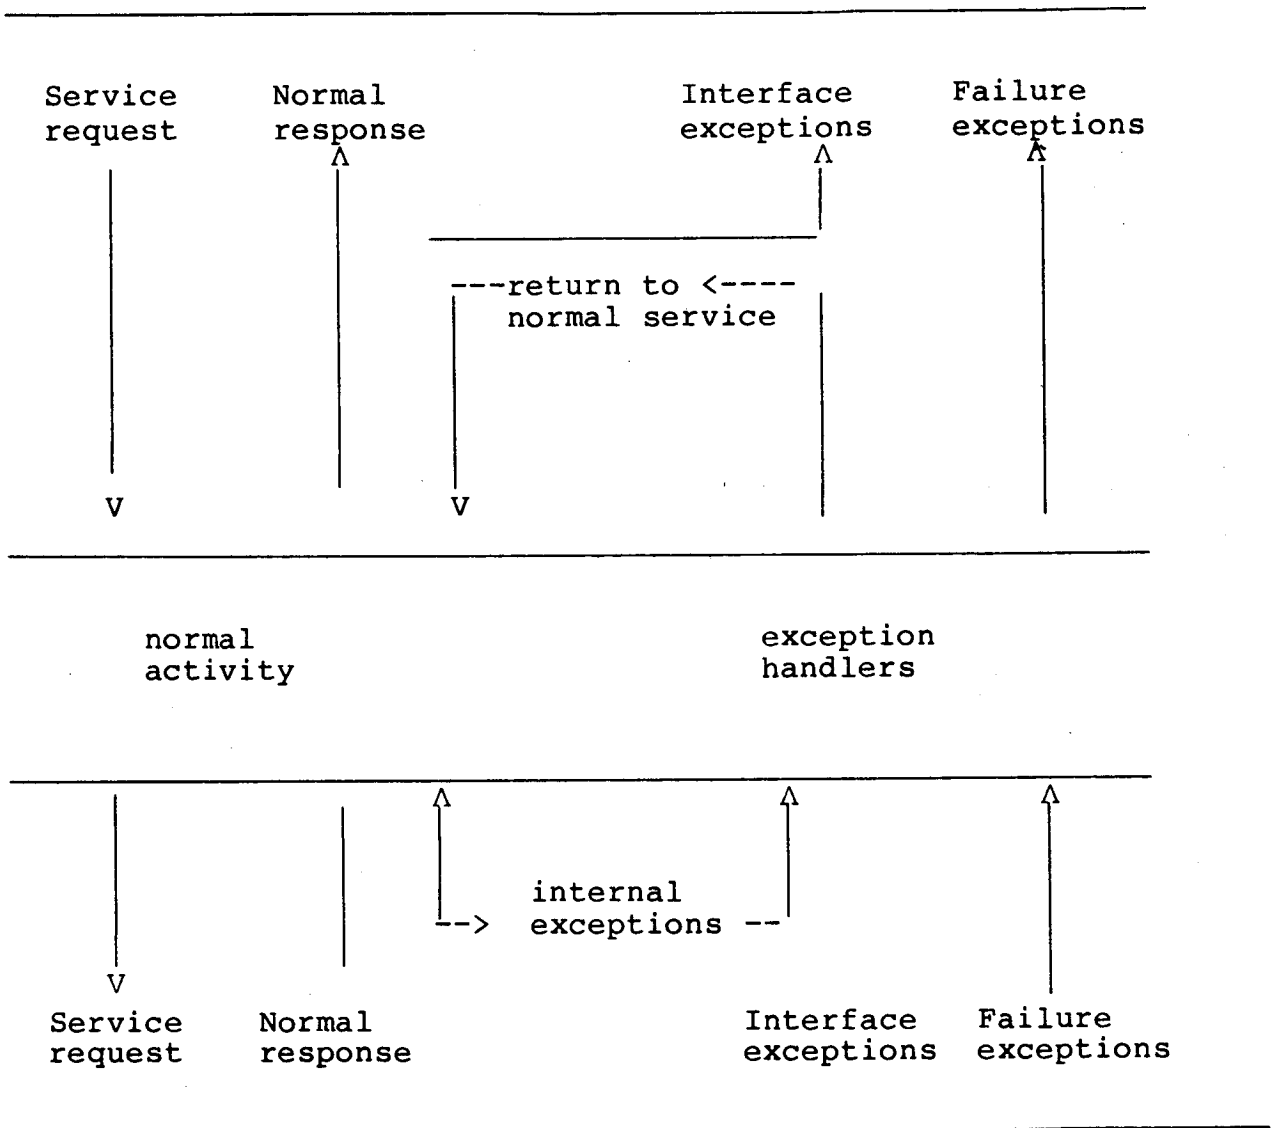 Service Normal Interface Failure
request response exceptions exceptions
---return to <----
normal service
normal exception
activity handlers
internal
--> exceptions --
Service Normal Interface Failure
request response exceptions exceptions